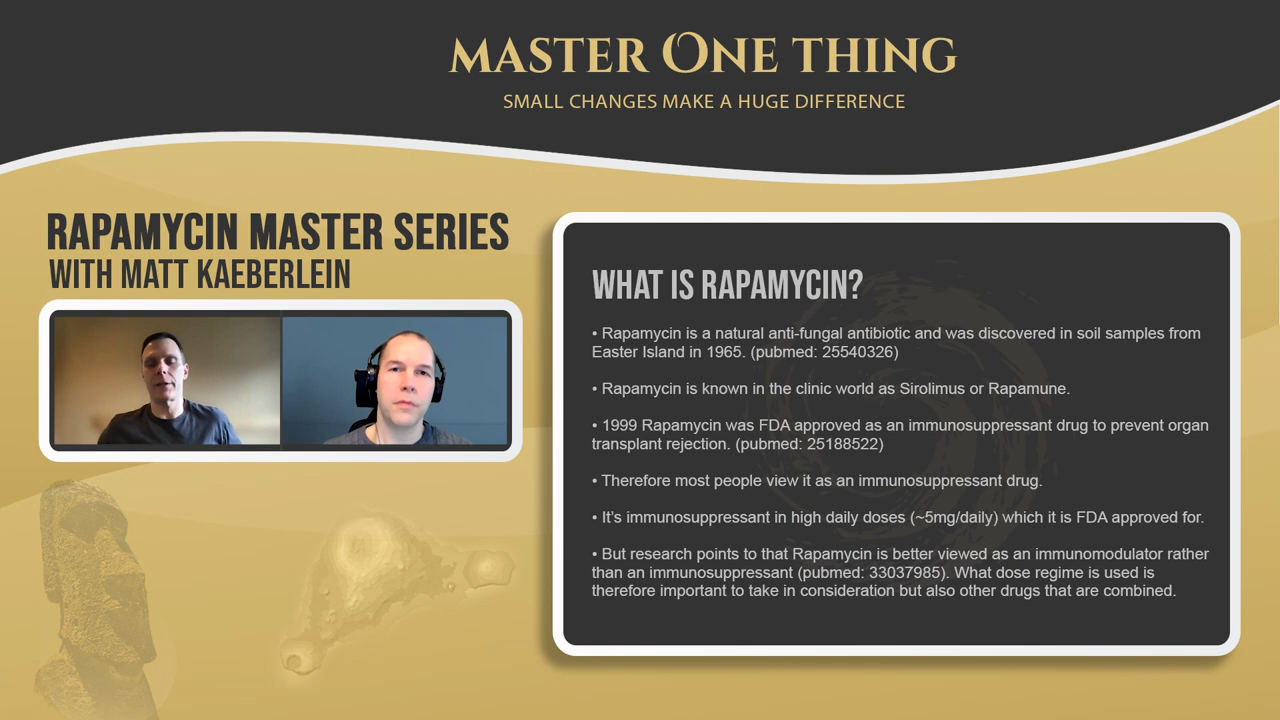 MASTER ONE THING
SMALL CHANGES MAKE A HUGE DIFFERENCE
RAPAMYCIN MASTER SERIES
WITH MATT KAEBERLEIN
WHAT IS RAPAMYCIN?
• Rapamycin is a natural anti-fungal antibiotic and was discovered in soil samples from
Easter Island in 1965. (pubmed: 25540326)
• Rapamycin is known in the clinic world as Sirolimus or Rapamune.
• 1999 Rapamycin was FDA approved as an immunosuppressant drug to prevent organ
transplant rejection. (pubmed: 25188522)
• Therefore most people view it as an immunosuppressant drug.
• It's immunosuppressant in high daily doses (~5mg/daily) which it is FDA approved for.
• But research points to that Rapamycin is better viewed as an immunomodulator rather
than an immunosuppressant (pubmed: 33037985). What dose regime is used is
therefore important to take in consideration but also other drugs that are combined.